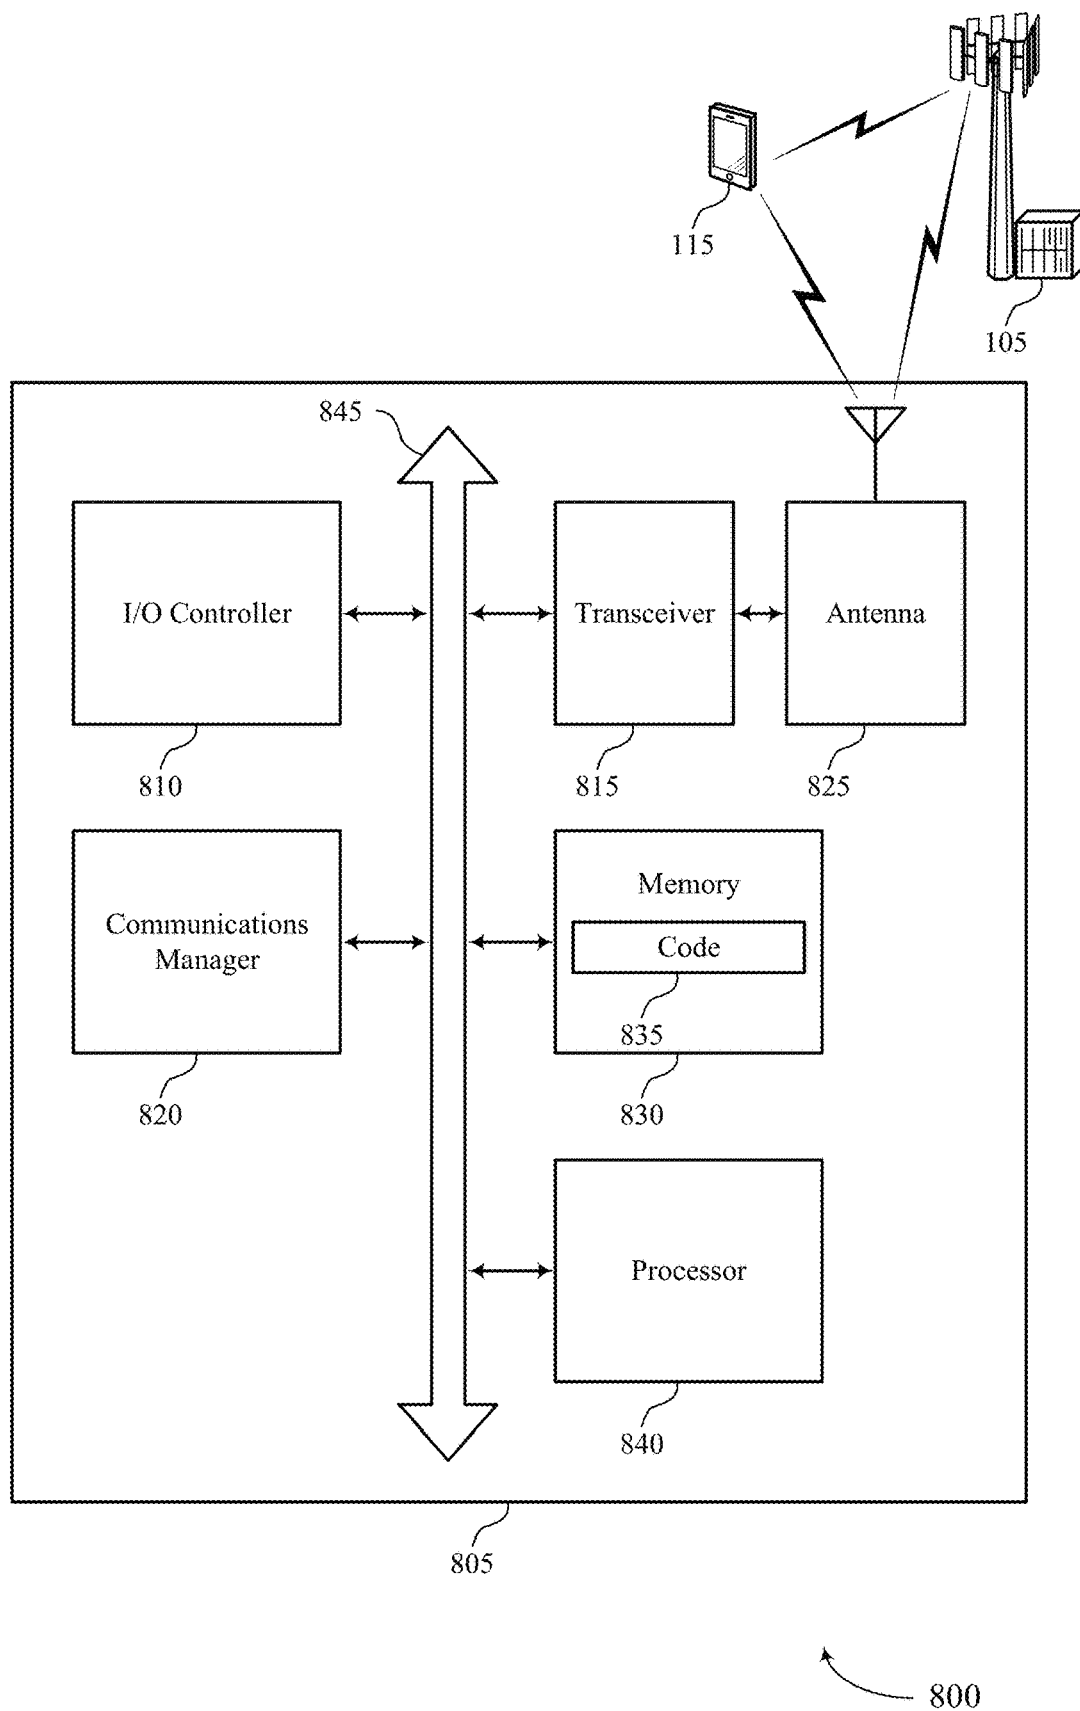 115
105
845
I/O Controller
Transceiver
Antenna
810
815
825
Communications
Manager
Memory
Code
835
820
830
Processor
840
805
800